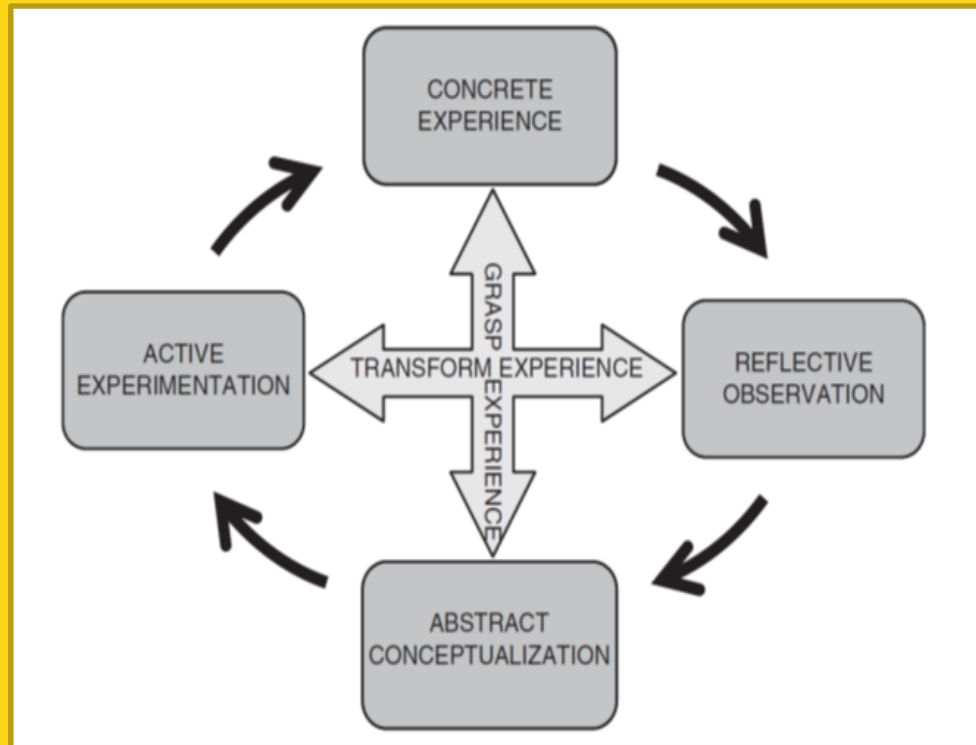 CONCRETE
EXPERIENCE
GRASP EXPERIENCE
TRANSFORM EXPERIENCE
ACTIVE
EXPERIMENTATION
REFLECTIVE
OBSERVATION
ABSTRACT
CONCEPTUALIZATION